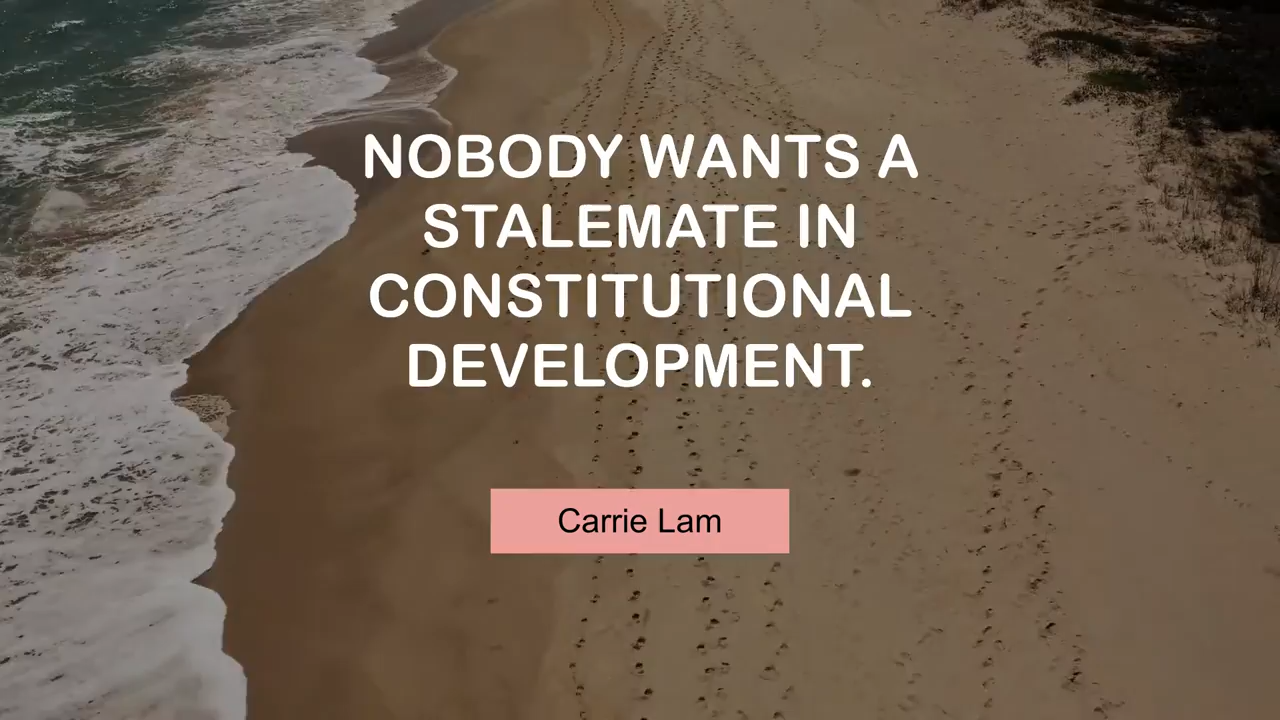 NOBODY WANTS A
STALEMATE IN
CONSTITUTIONAL
DEVELOPMENT.
Carrie Lam